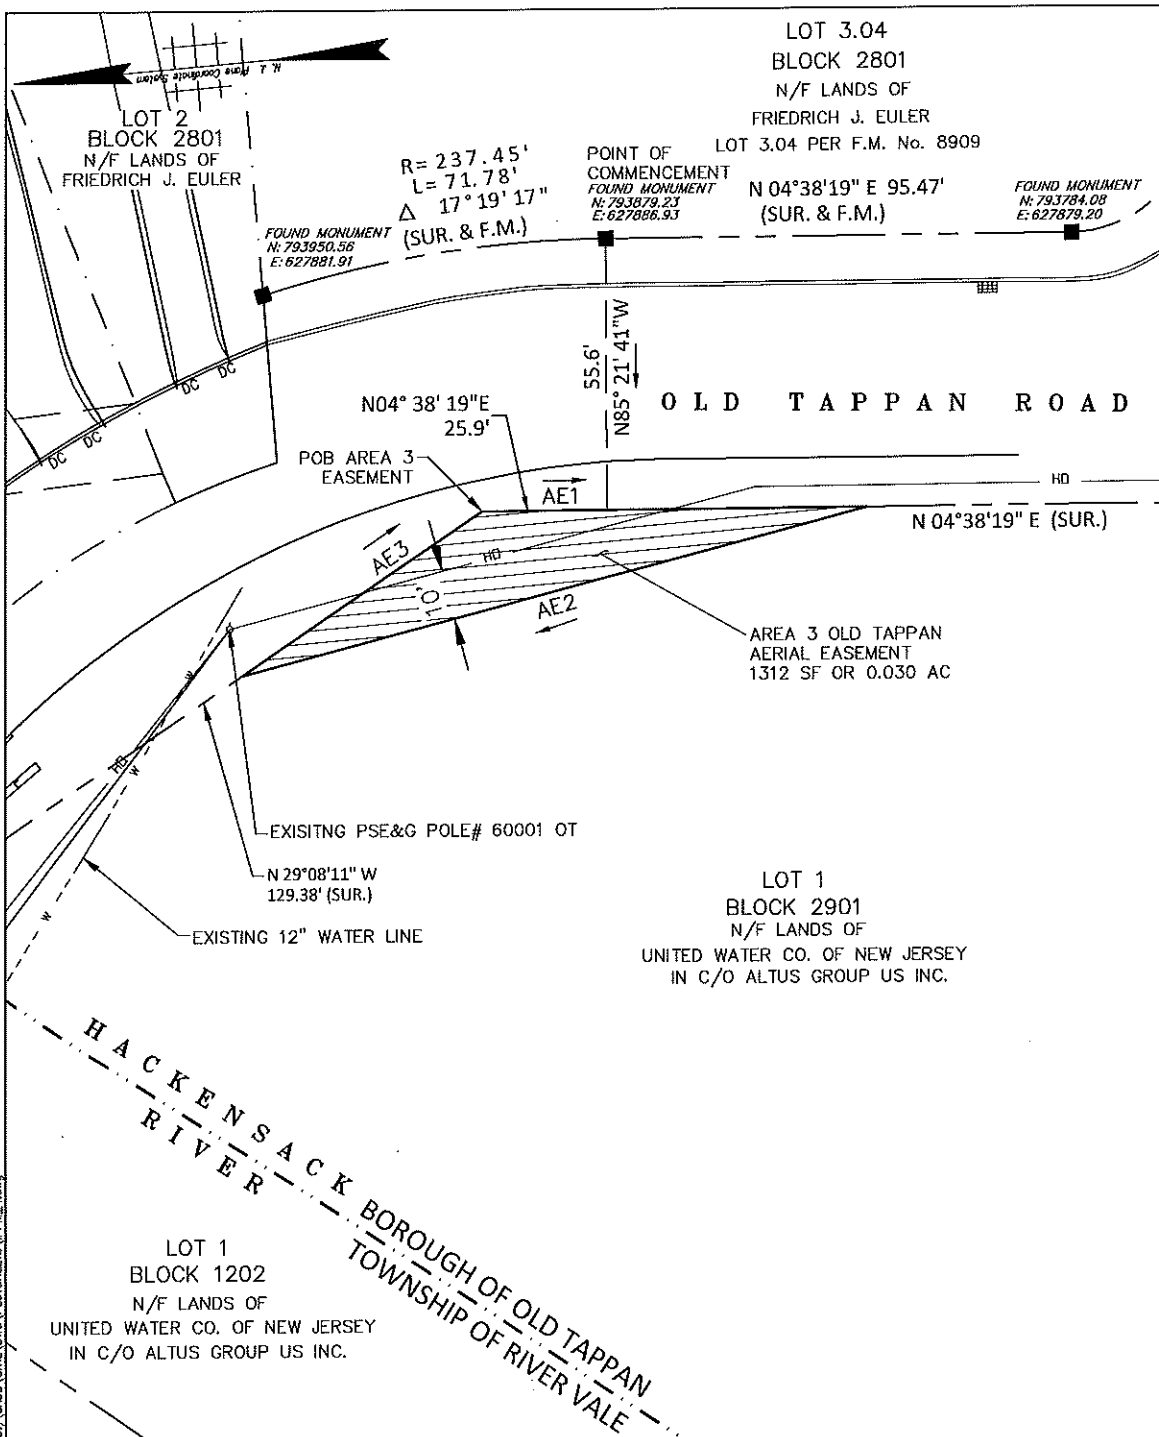 LOT 3.04
BLOCK 2801
N/F LANDS OF
FRIEDRICH J. EULER
LOT 3.04 PER F.M. No. 8909
N. J. Plane Coordinate System
LOT 2
BLOCK 2801
N/F LANDS OF
FRIEDRICH J. EULER
R= 237.45'
L= 71.78'
Δ 17°19'17"
(SUR. & F.M.)
POINT OF
COMMENCEMENT
FOUND MONUMENT
N: 793879.23
E: 627886.93
N 04°38'19" E 95.47'
(SUR. & F.M.)
FOUND MONUMENT
N: 793784.08
E: 627879.20
FOUND MONUMENT
N: 793950.56
E: 627881.91
55.6'
N85° 21' 41"W
DC
DC
DC
DC
OLD TAPPAN ROAD
N04° 38' 19"E
25.9'
POB AREA 3
EASEMENT
AE1
HD
N 04°38'19" E (SUR.)
AE3
HD
10'
AE2
AREA 3 OLD TAPPAN
AERIAL EASEMENT
1312 SF OR 0.030 AC
W
HD
W
EXISITNG PSE&G POLE# 60001 OT
N 29°08'11" W
129.38' (SUR.)
W
EXISTING 12" WATER LINE
LOT 1
BLOCK 2901
N/F LANDS OF
UNITED WATER CO. OF NEW JERSEY
IN C/O ALTUS GROUP US INC.
HACKENSACK
RIVER
BOROUGH OF OLD TAPPAN
TOWNSHIP OF RIVER VALE
LOT 1
BLOCK 1202
N/F LANDS OF
UNITED WATER CO. OF NEW JERSEY
IN C/O ALTUS GROUP US INC.